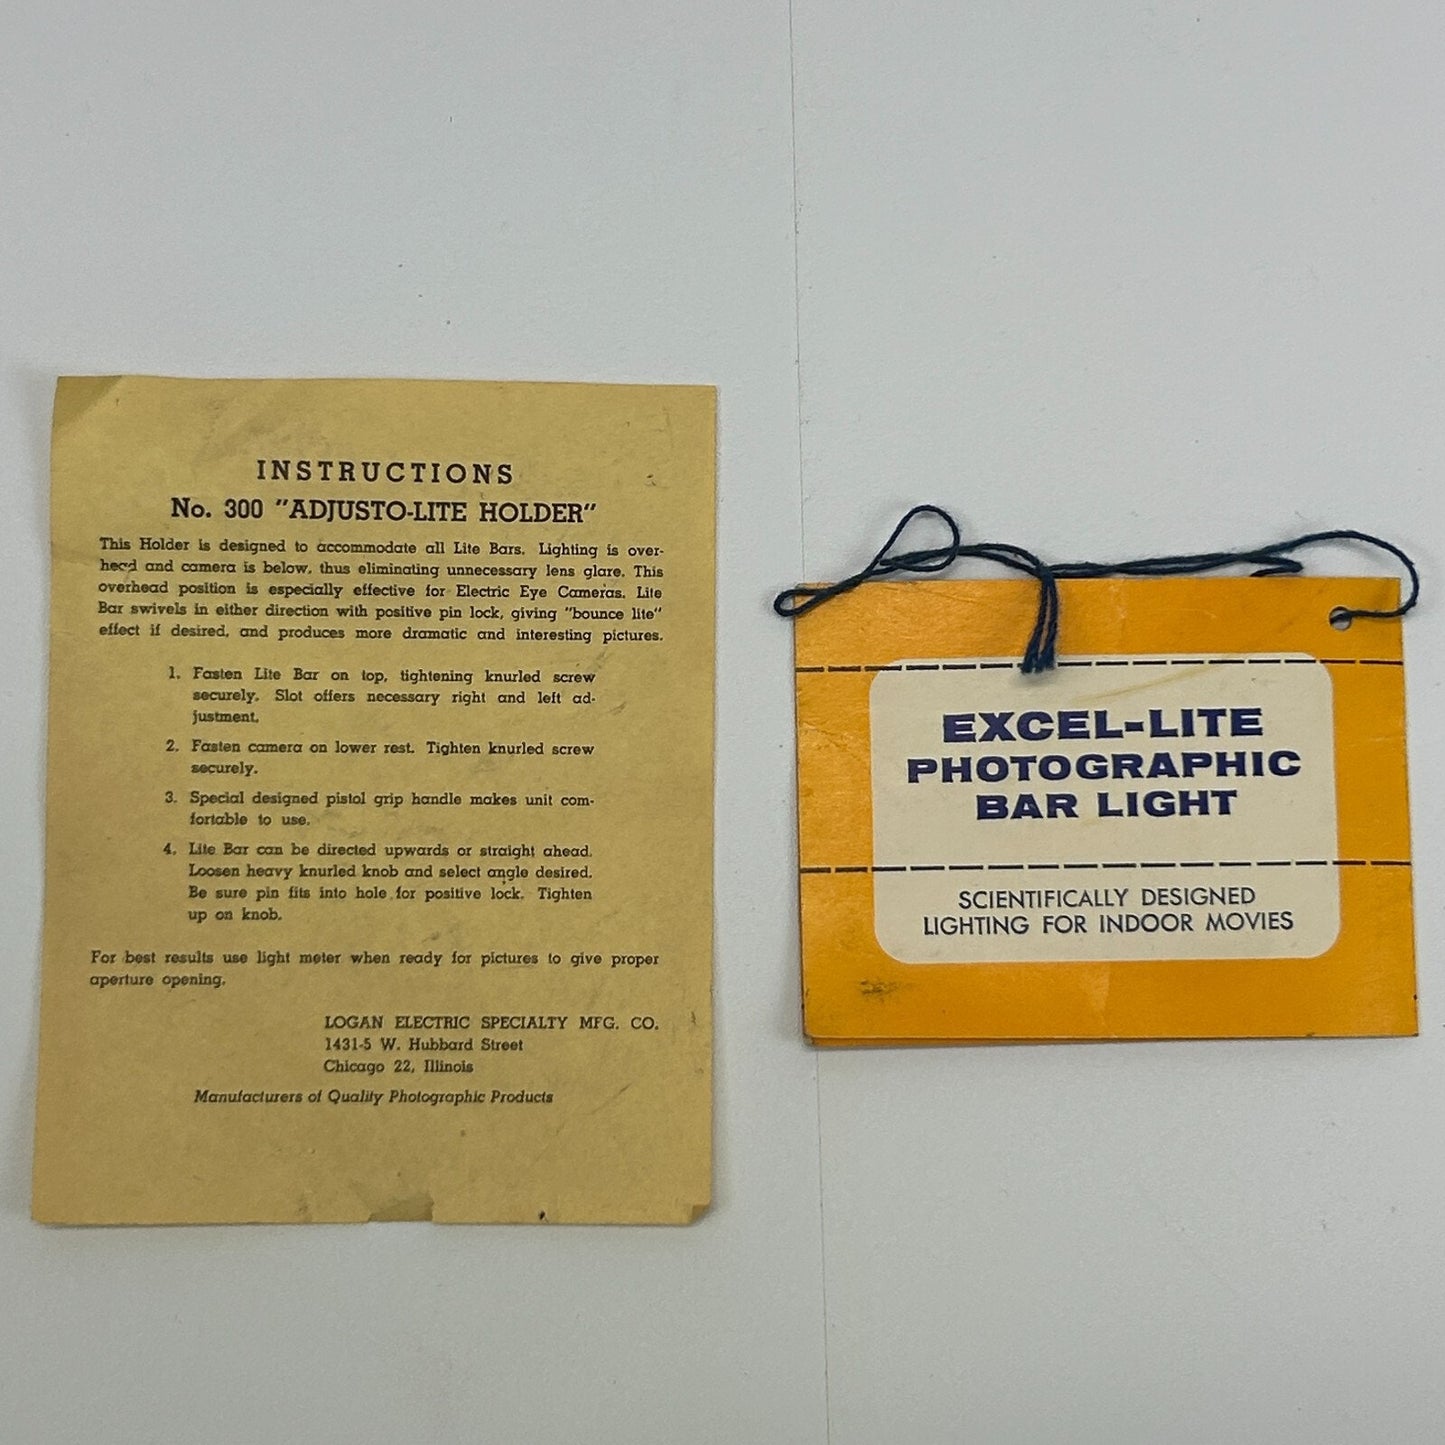 INSTRUCTIONS
No. 300 "ADJUSTO-LITE HOLDER"
This Holder is designed to accommodate all Lite Bars. Lighting is over-
head and camera is below, thus eliminating unnecessary lens glare. This
overhead position is especially effective for Electric Eye Cameras. Lite
Bar swivels in either direction with positive pin lock, giving "bounce lite"
effect if desired, and produces more dramatic and interesting pictures.
1. Fasten Lite Bar on top, tightening knurled screw
securely. Slot offers necessary right and left ad-
justment.
2. Fasten camera on lower rest. Tighten knurled screw
securely.
3. Special designed pistol grip handle makes unit com-
fortable to use.
4. Lite Bar can be directed upwards or straight ahead.
Loosen heavy knurled knob and select angle desired.
Be sure pin fits into hole for positive lock. Tighten
up on knob.
For best results use light meter when ready for pictures to give proper
aperture opening.
LOGAN ELECTRIC SPECIALTY MFG. CO.
1431-5 W. Hubbard Street
Chicago 22, Illinois
Manufacturers of Quality Photographic Products
EXCEL-LITE
PHOTOGRAPHIC
BAR LIGHT
SCIENTIFICALLY DESIGNED
LIGHTING FOR INDOOR MOVIES